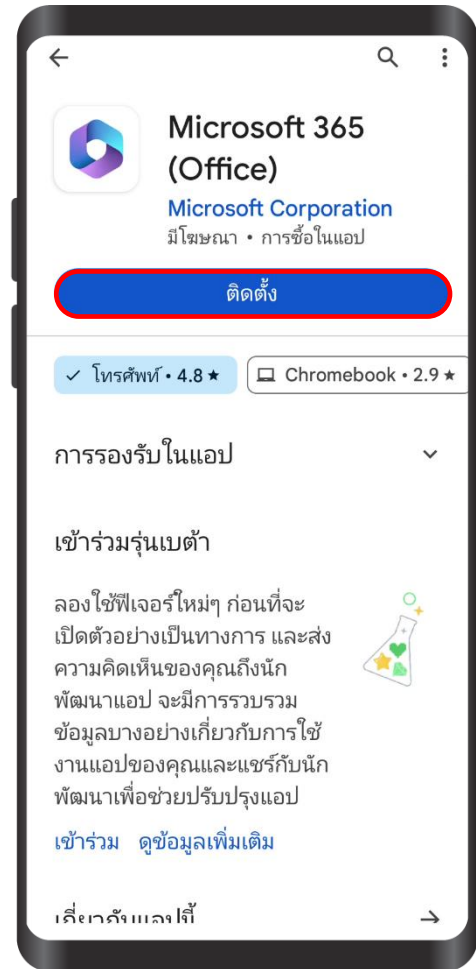 Microsoft 365
(Office)
Microsoft Corporation
มีโฆษณา • การซื้อในแอป
ติดตั้ง
โทรศัพท์ • 4.8 ★
Chromebook • 2.9 ★
การรองรับในแอป
เข้าร่วมรุ่นเบต้า
ลองใช้ฟีเจอร์ใหม่ๆ ก่อนที่จะ
เปิดตัวอย่างเป็นทางการ และส่ง
ความคิดเห็นของคุณถึงนัก
พัฒนาแอป จะมีการรวบรวม
ข้อมูลบางอย่างเกี่ยวกับการใช้
งานแอปของคุณและแชร์กับนัก
พัฒนาเพื่อช่วยปรับปรุงแอป
เข้าร่วม ดูข้อมูลเพิ่มเติม
เกี่ยวกับแอปนี้